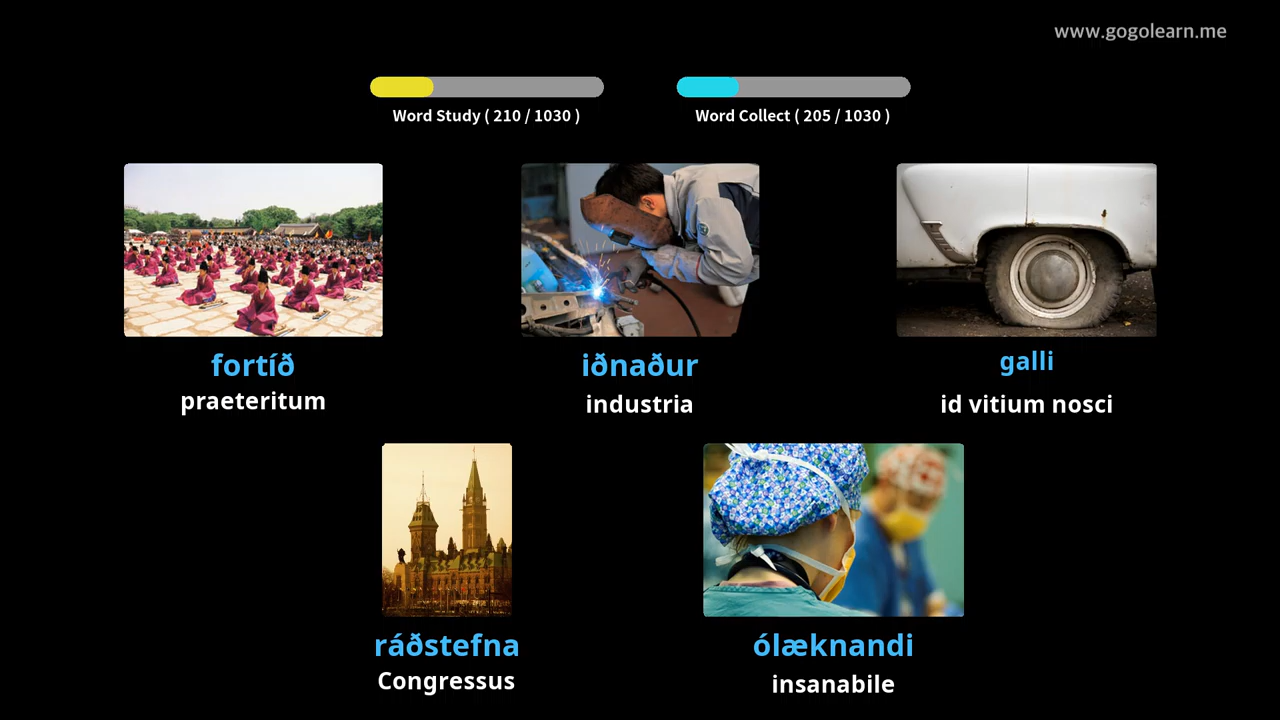 www.gogolearn.me
Word Study ( 210 / 1030 )
Word Collect ( 205 / 1030 )
fortíð
praeteritum
iðnaður
industria
galli
id vitium nosci
ráðstefna
Congressus
ólæknandi
insanabile